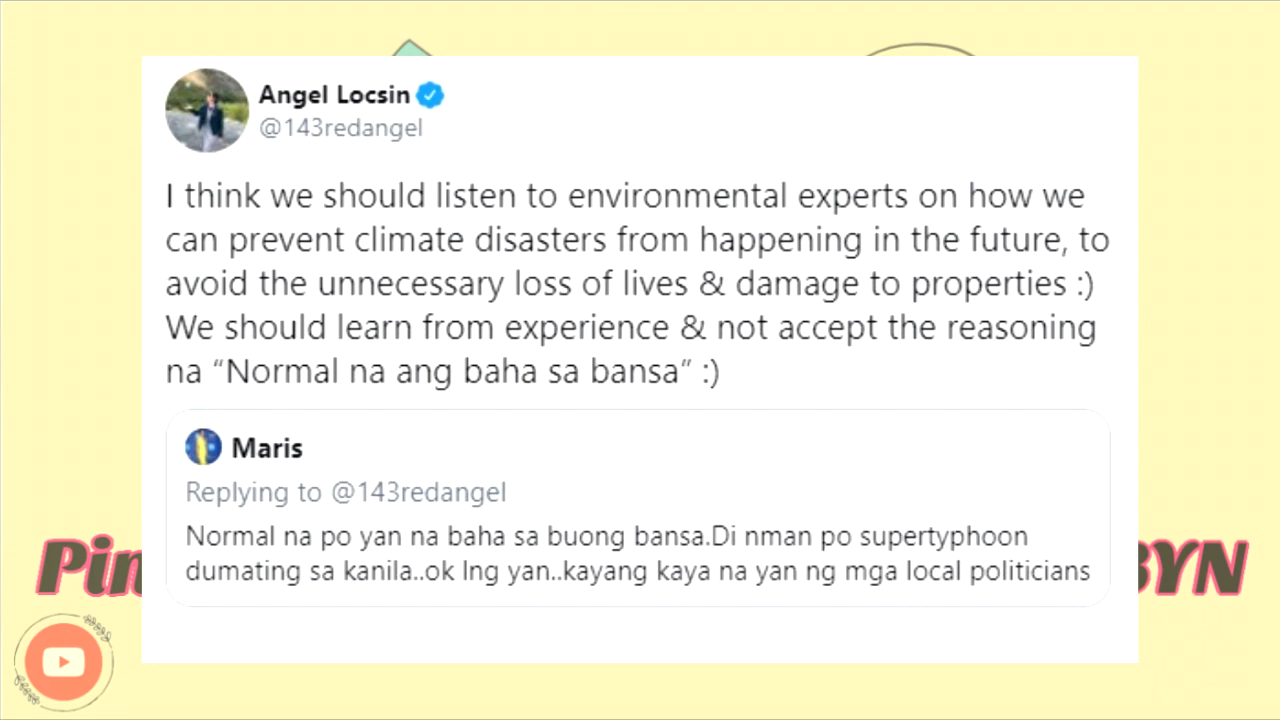 Angel Locsin
@143redangel
I think we should listen to environmental experts on how we
can prevent climate disasters from happening in the future, to
avoid the unnecessary loss of lives & damage to properties :)
We should learn from experience & not accept the reasoning
na “Normal na ang baha sa bansa” :)
Maris
Replying to @143redangel
Normal na po yan na baha sa buong bansa.Di nman po supertyphoon
dumating sa kanila..ok lng yan..kayang kaya na yan ng mga local politicians